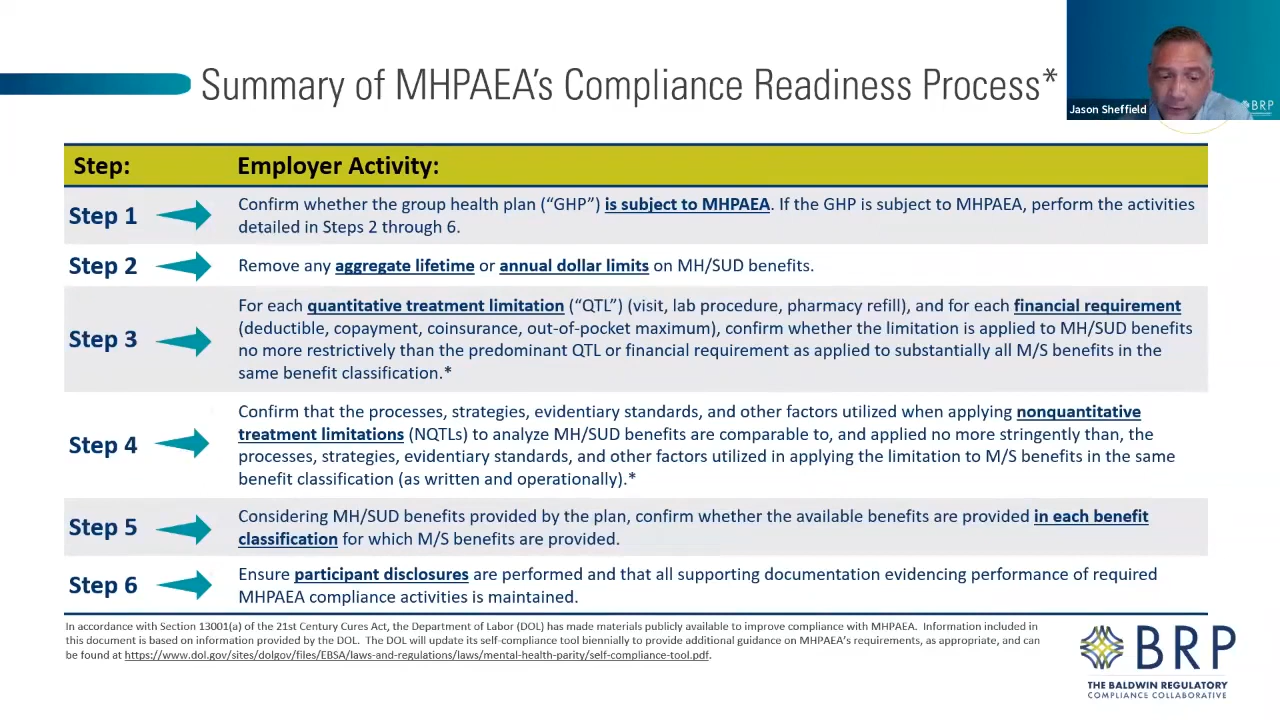 Summary of MHPAEA's Compliance Readiness Process*
Jason Sheffield
BRP
Step:
Employer Activity:
Step 1
Confirm whether the group health plan (“GHP”) is subject to MHPAEA. If the GHP is subject to MHPAEA, perform the activities
detailed in Steps 2 through 6.
Step 2
Remove any aggregate lifetime or annual dollar limits on MH/SUD benefits.
Step 3
For each quantitative treatment limitation (“QTL”) (visit, lab procedure, pharmacy refill), and for each financial requirement
(deductible, copayment, coinsurance, out-of-pocket maximum), confirm whether the limitation is applied to MH/SUD benefits
no more restrictively than the predominant QTL or financial requirement as applied to substantially all M/S benefits in the
same benefit classification.*
Step 4
Confirm that the processes, strategies, evidentiary standards, and other factors utilized when applying nonquantitative
treatment limitations (NQTLs) to analyze MH/SUD benefits are comparable to, and applied no more stringently than, the
processes, strategies, evidentiary standards, and other factors utilized in applying the limitation to M/S benefits in the same
benefit classification (as written and operationally).*
Step 5
Considering MH/SUD benefits provided by the plan, confirm whether the available benefits are provided in each benefit
classification for which M/S benefits are provided.
Step 6
Ensure participant disclosures are performed and that all supporting documentation evidencing performance of required
MHPAEA compliance activities is maintained.
In accordance with Section 13001(a) of the 21st Century Cures Act, the Department of Labor (DOL) has made materials publicly available to improve compliance with MHPAEA. Information included in
this document is based on information provided by the DOL. The DOL will update its self-compliance tool biennially to provide additional guidance on MHPAEA's requirements, as appropriate, and can
be found at https://www.dol.gov/sites/dolgov/files/EBSA/laws-and-regulations/laws/mental-health-parity/self-compliance-tool.pdf.
BRP
THE BALDWIN REGULATORY
COMPLIANCE COLLABORATIVE